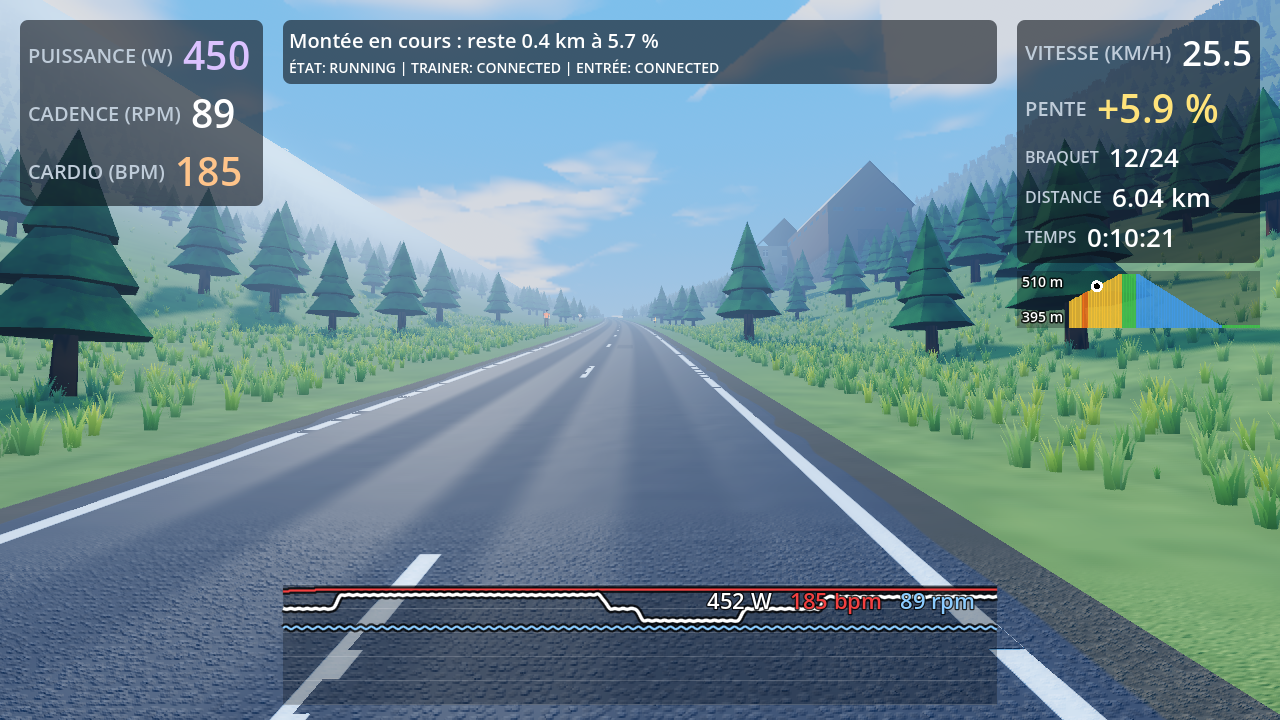 PUISSANCE (W) 450
CADENCE (RPM) 89
CARDIO (BPM) 185
Montée en cours : reste 0.4 km à 5.7 %
ÉTAT: RUNNING | TRAINER: CONNECTED | ENTRÉE: CONNECTED
VITESSE (KM/H) 25.5
PENTE +5.9 %
BRAQUET 12/24
DISTANCE 6.04 km
TEMPS 0:10:21
510 m
395 m
452 W 185 bpm 89 rpm